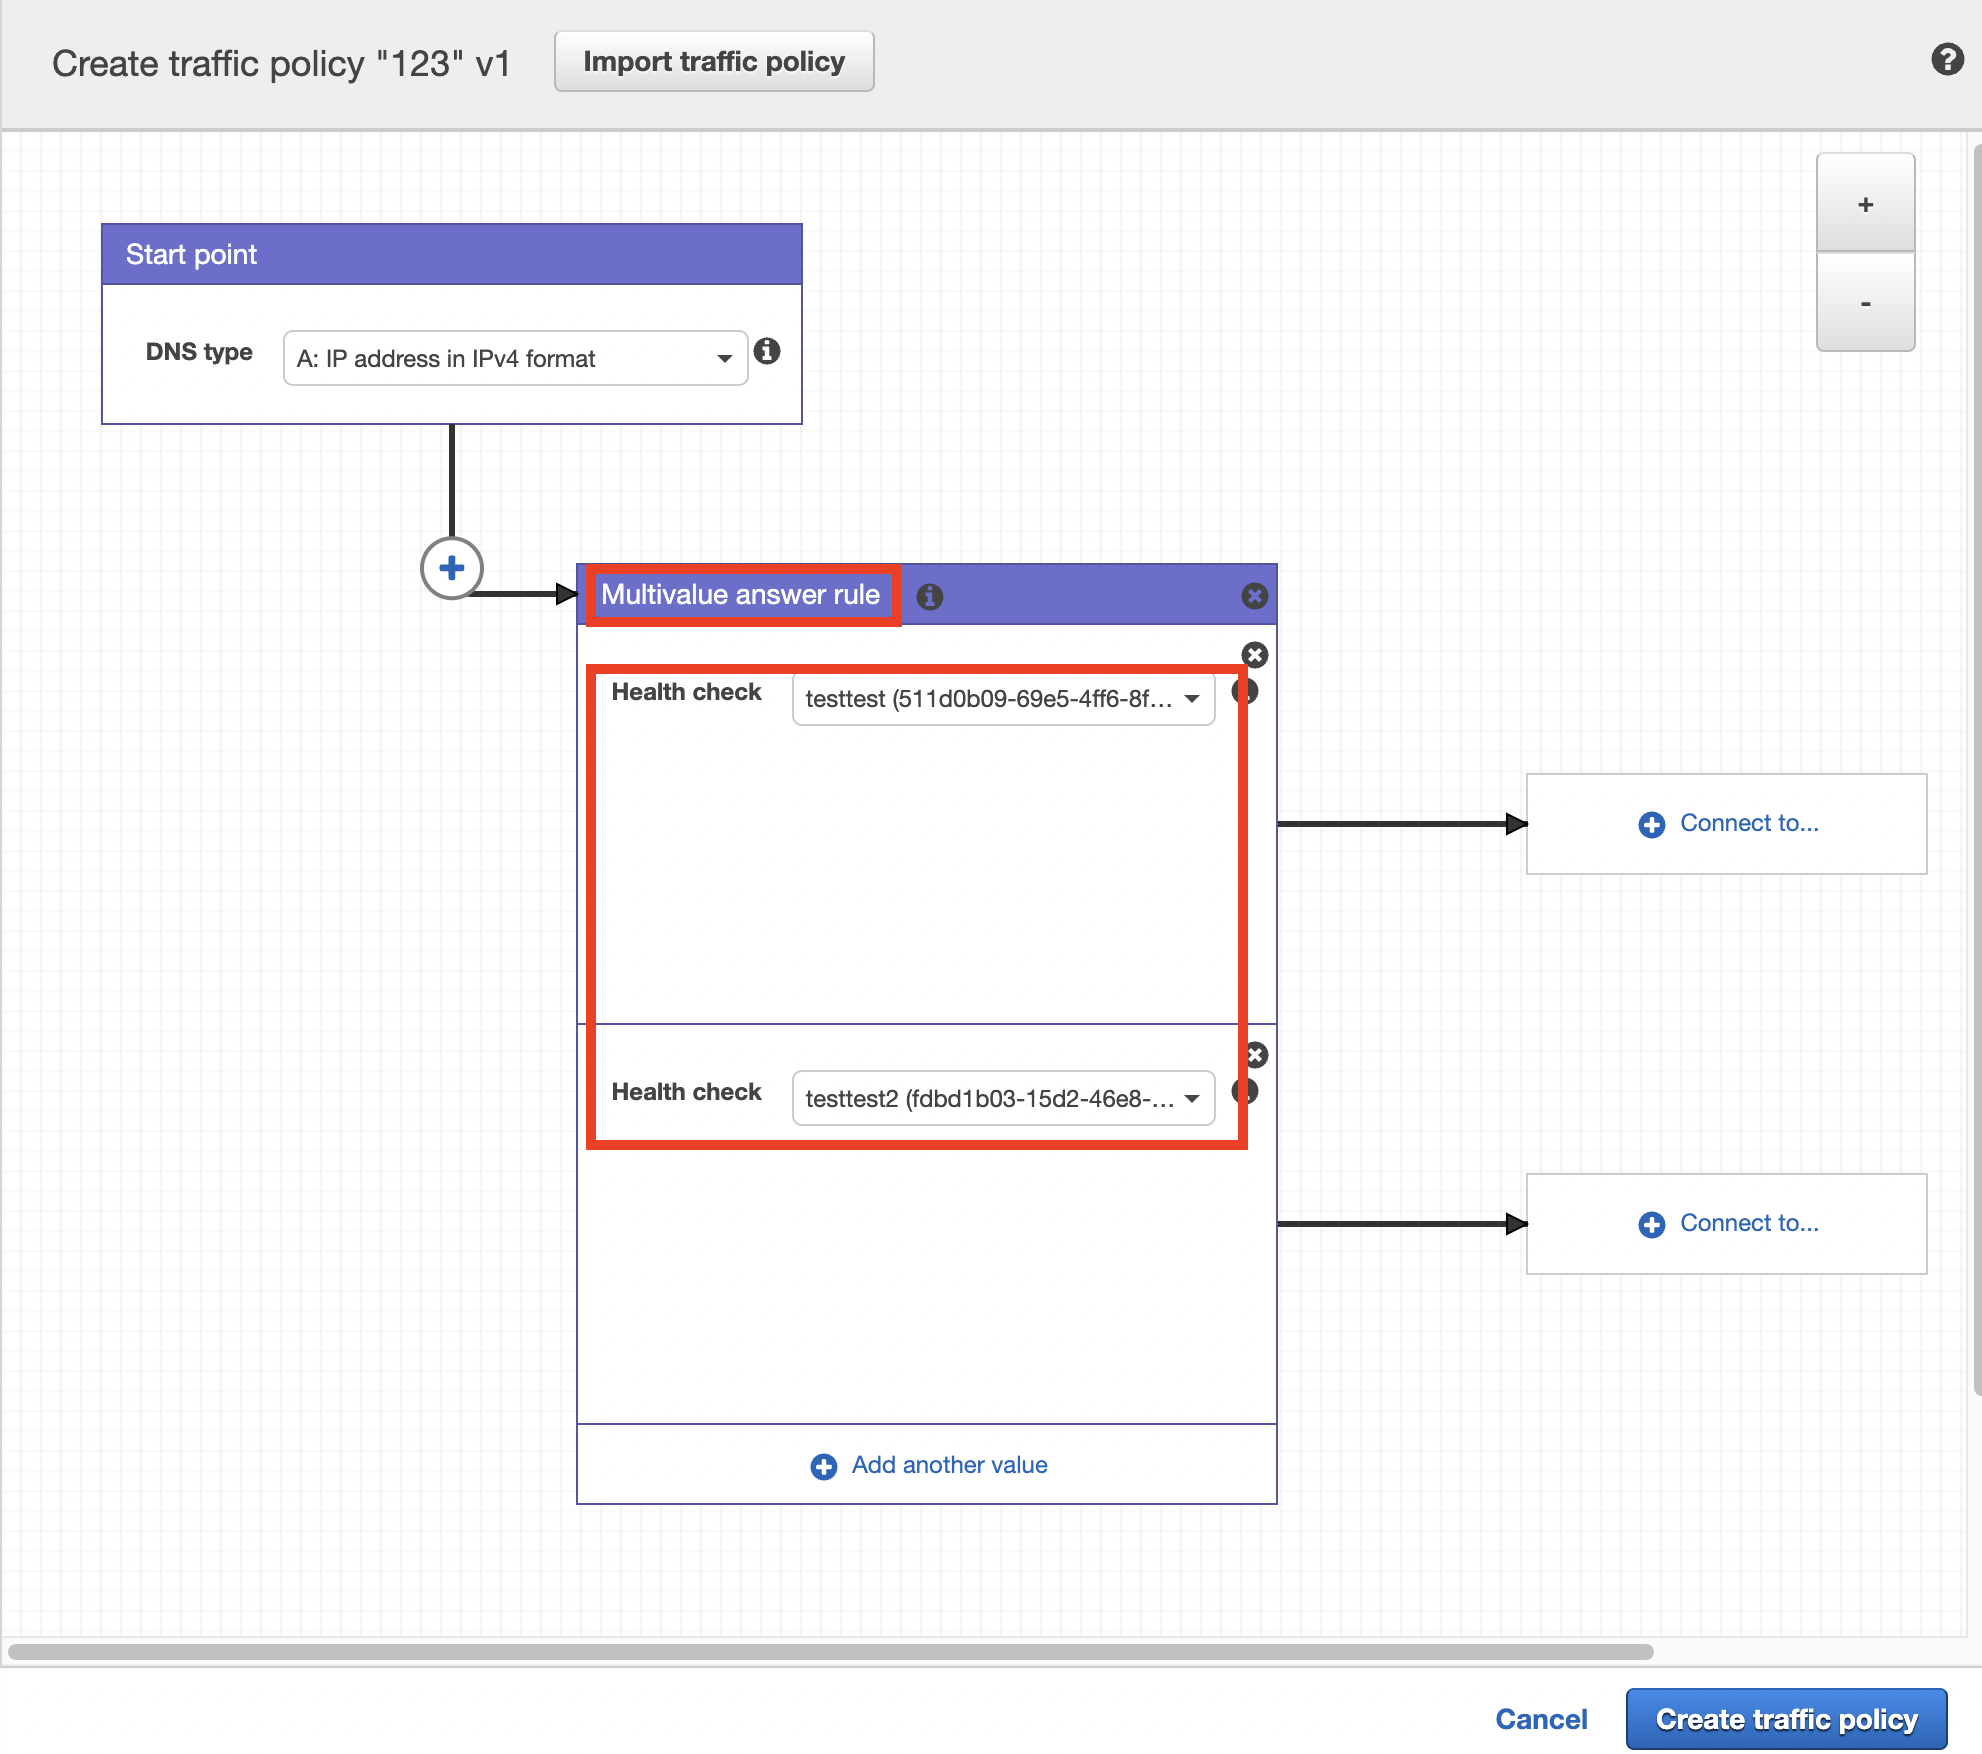 Create traffic policy "123" v1
Import traffic policy
?
+
-
Start point
DNS type
A: IP address in IPv4 format
Multivalue answer rule
Health check
testtest (511d0b09-69e5-4ff6-8f...
Connect to...
Health check
testtest2 (fdbd1b03-15d2-46e8-...
Connect to...
Add another value
Cancel
Create traffic policy